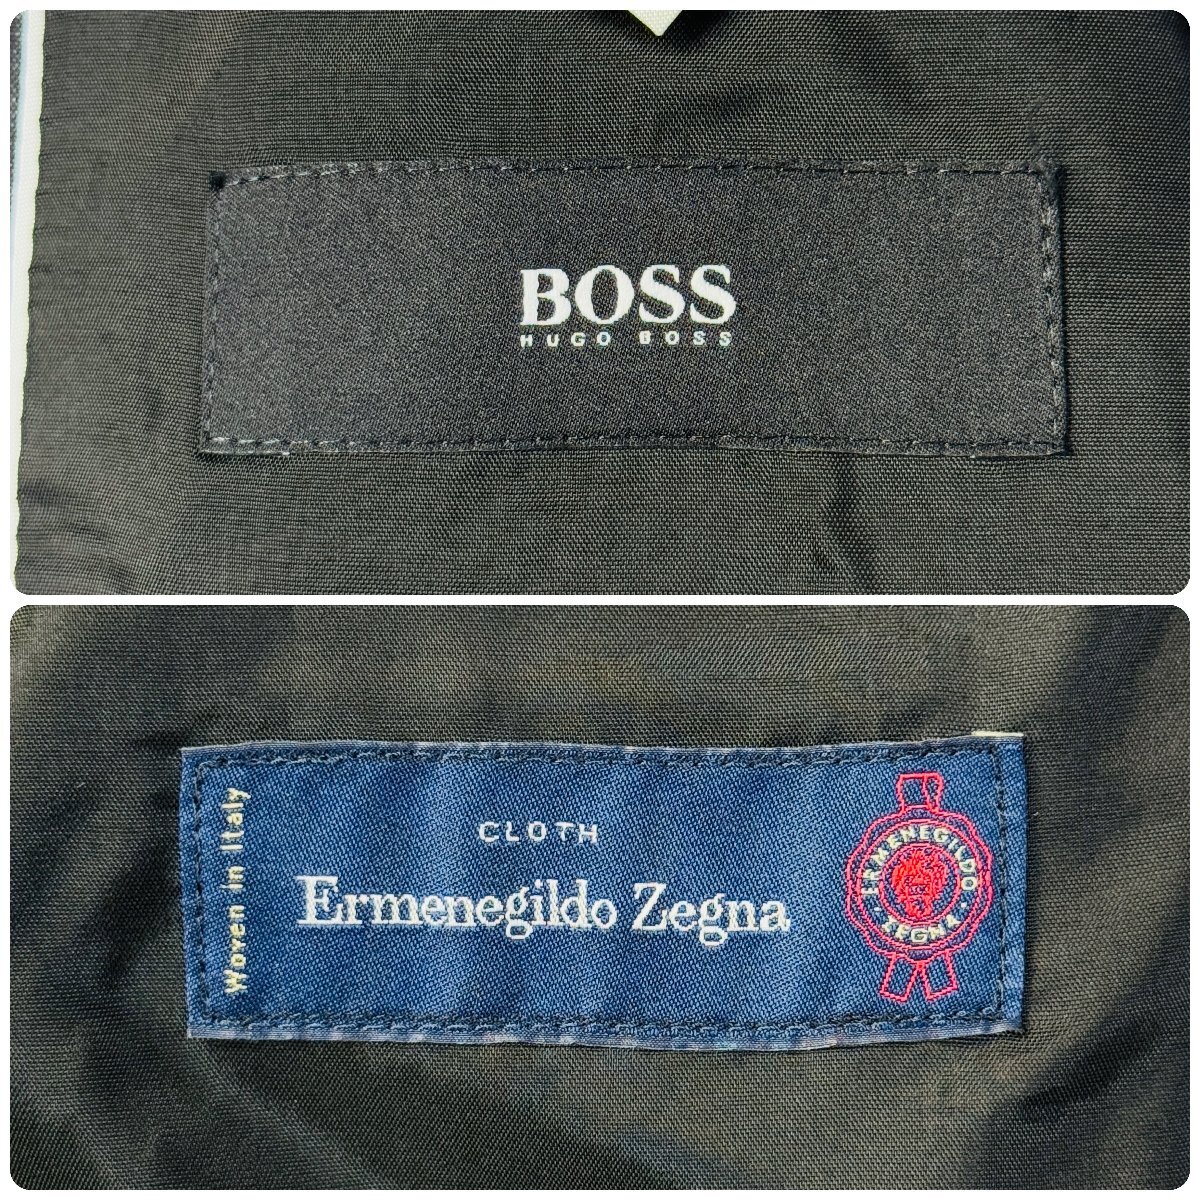 BOSS
HUGO BOSS
Woven in Italy
CLOTH
Ermenegildo Zegna
ERMENEGILDO
· ZEGNA ·